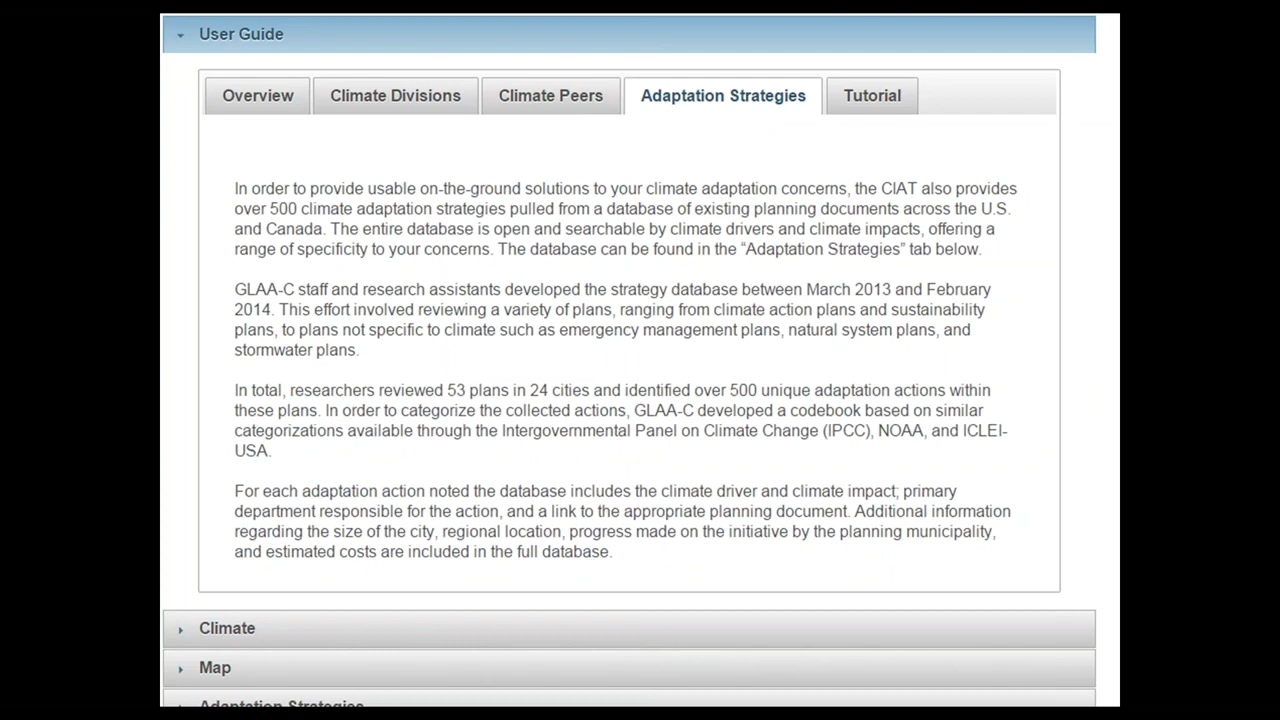 User Guide
Overview
Climate Divisions
Climate Peers
Adaptation Strategies
Tutorial
In order to provide usable on-the-ground solutions to your climate adaptation concerns, the CIAT also provides
over 500 climate adaptation strategies pulled from a database of existing planning documents across the U.S.
and Canada. The entire database is open and searchable by climate drivers and climate impacts, offering a
range of specificity to your concerns. The database can be found in the “Adaptation Strategies” tab below.
GLAA-C staff and research assistants developed the strategy database between March 2013 and February
2014. This effort involved reviewing a variety of plans, ranging from climate action plans and sustainability
plans, to plans not specific to climate such as emergency management plans, natural system plans, and
stormwater plans.
In total, researchers reviewed 53 plans in 24 cities and identified over 500 unique adaptation actions within
these plans. In order to categorize the collected actions, GLAA-C developed a codebook based on similar
categorizations available through the Intergovernmental Panel on Climate Change (IPCC), NOAA, and ICLEI-
USA.
For each adaptation action noted the database includes the climate driver and climate impact; primary
department responsible for the action, and a link to the appropriate planning document. Additional information
regarding the size of the city, regional location, progress made on the initiative by the planning municipality,
and estimated costs are included in the full database.
Climate
Map
Adaptation Strategies